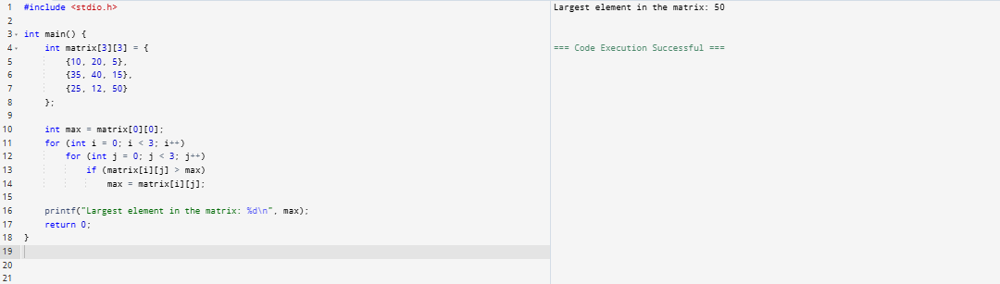 1 #include <stdio.h>
2
3 int main() {
4 int matrix[3][3] = {
5 {10, 20, 5},
6 {35, 40, 15},
7 {25, 12, 50}
8 };
9
10 int max = matrix[0][0];
11 for (int i = 0; i < 3; i++)
12 for (int j = 0; j < 3; j++)
13 if (matrix[i][j] > max)
14 max = matrix[i][j];
15
16 printf("Largest element in the matrix: %d\n", max);
17 return 0;
18 }
19
20
21
Largest element in the matrix: 50
=== Code Execution Successful ===